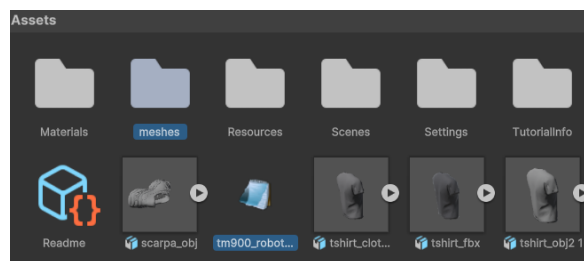 Assets
Materials
meshes
Resources
Scenes
Settings
TutorialInfo
Readme
scarpa_obj
tm900_robot...
tshirt_clot...
tshirt_fbx
tshirt_obj2 1